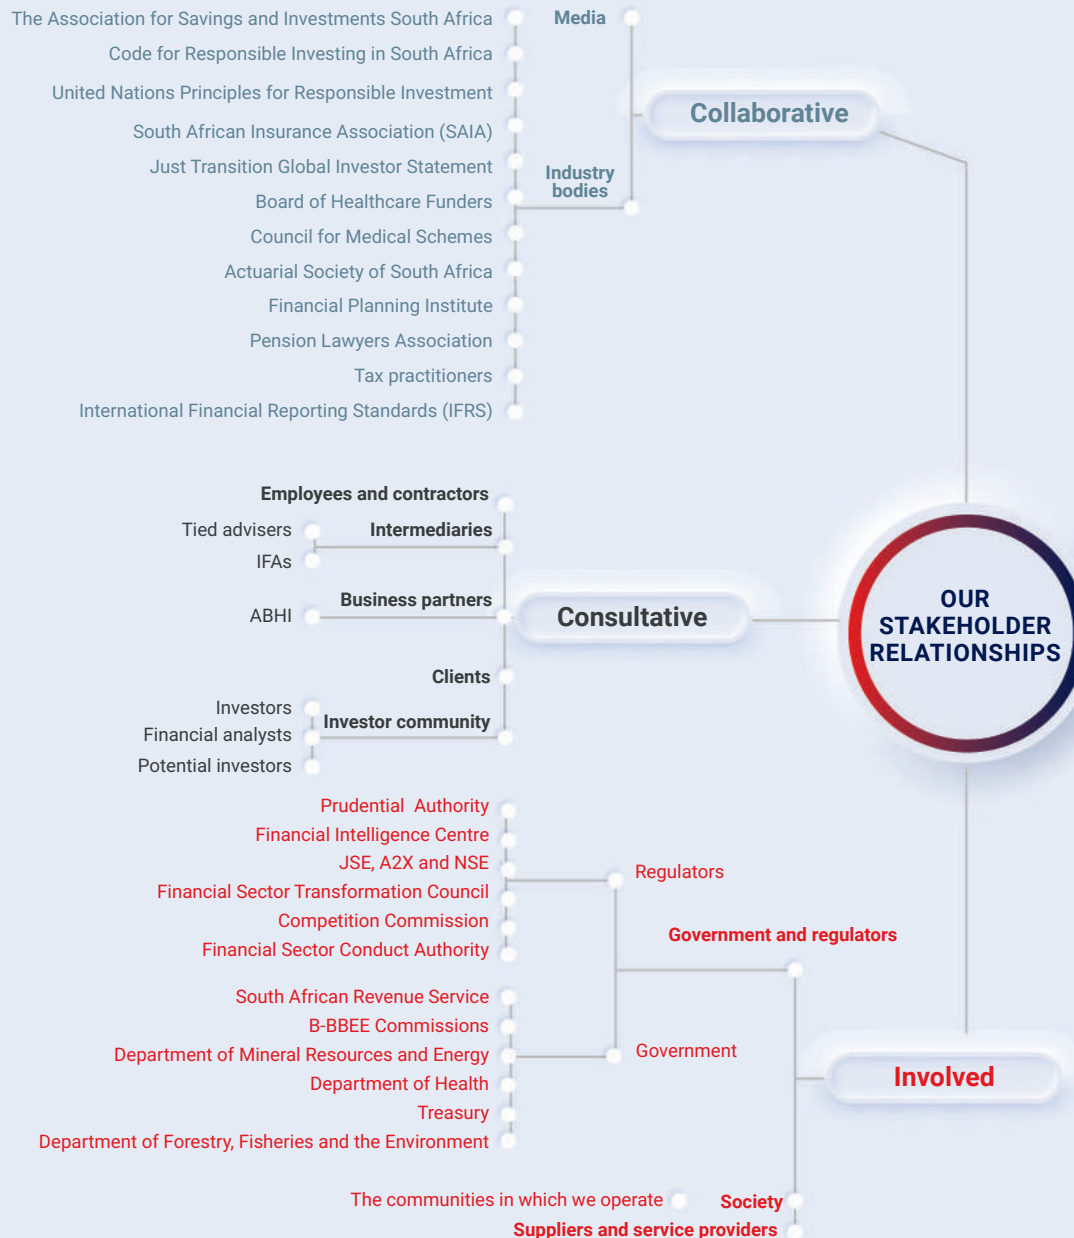 The Association for Savings and Investments South Africa
Code for Responsible Investing in South Africa
United Nations Principles for Responsible Investment
South African Insurance Association (SAIA)
Just Transition Global Investor Statement
Board of Healthcare Funders
Council for Medical Schemes
Actuarial Society of South Africa
Financial Planning Institute
Pension Lawyers Association
Tax practitioners
International Financial Reporting Standards (IFRS)
Media
Industry
bodies
Collaborative
Employees and contractors
Intermediaries
Tied advisers
IFAs
Business partners
ABHI
Clients
Investor community
Investors
Financial analysts
Potential investors
Consultative
OUR
STAKEHOLDER
RELATIONSHIPS
Prudential Authority
Financial Intelligence Centre
JSE, A2X and NSE
Financial Sector Transformation Council
Competition Commission
Financial Sector Conduct Authority
Regulators
Government and regulators
South African Revenue Service
B-BBEE Commissions
Department of Mineral Resources and Energy
Department of Health
Treasury
Department of Forestry, Fisheries and the Environment
Government
Involved
The communities in which we operate
Society
Suppliers and service providers